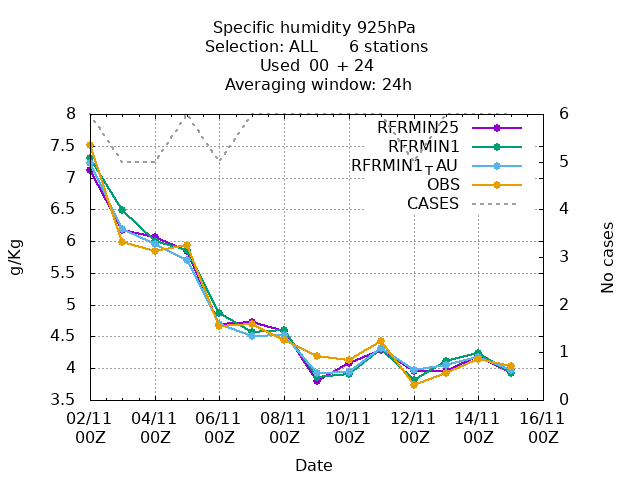 Specific humidity 925hPa
Selection: ALL 6 stations
Used 00 + 24
Averaging window: 24h
8
7.5
7
6.5
6
5.5
5
4.5
4
3.5
g/Kg
RFRMIN25
RFRMIN1
RFRMIN1_TAU
OBS
CASES
6
5
4
3
2
1
0
No cases
02/11 04/11 06/11 08/11 10/11 12/11 14/11 16/11
00Z 00Z 00Z 00Z 00Z 00Z 00Z 00Z
Date